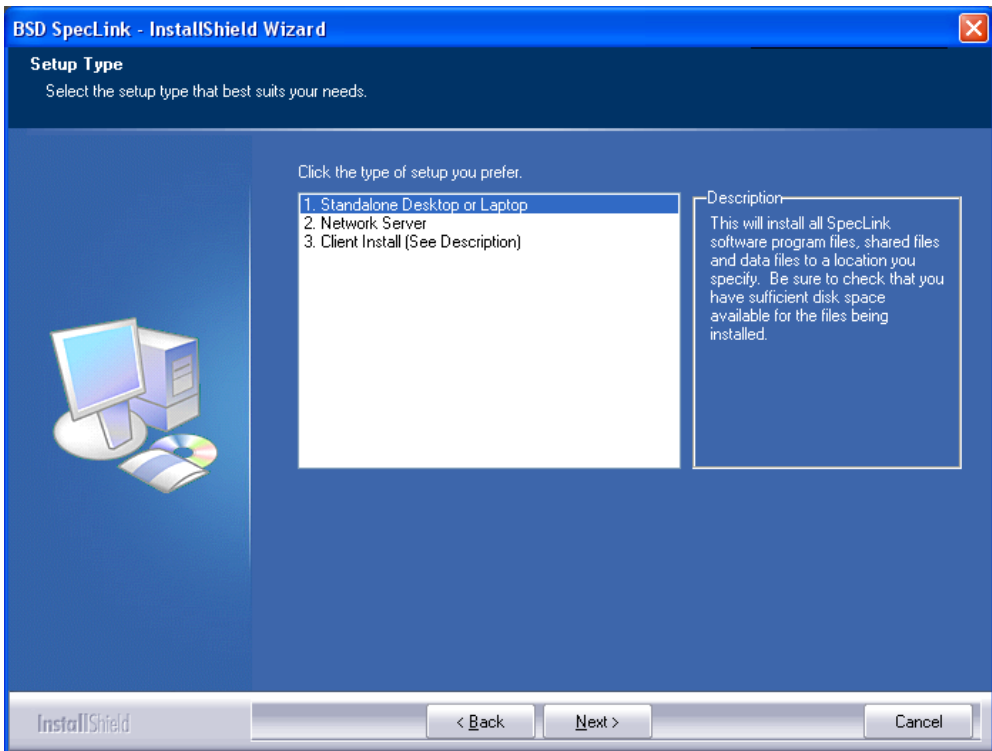 BSD SpecLink - InstallShield Wizard
Setup Type
Select the setup type that best suits your needs.
Click the type of setup you prefer.
1. Standalone Desktop or Laptop
2. Network Server
3. Client Install (See Description)
Description
This will install all SpecLink
software program files, shared files
and data files to a location you
specify. Be sure to check that you
have sufficient disk space
available for the files being
installed.
InstallShield
< Back
Next >
Cancel